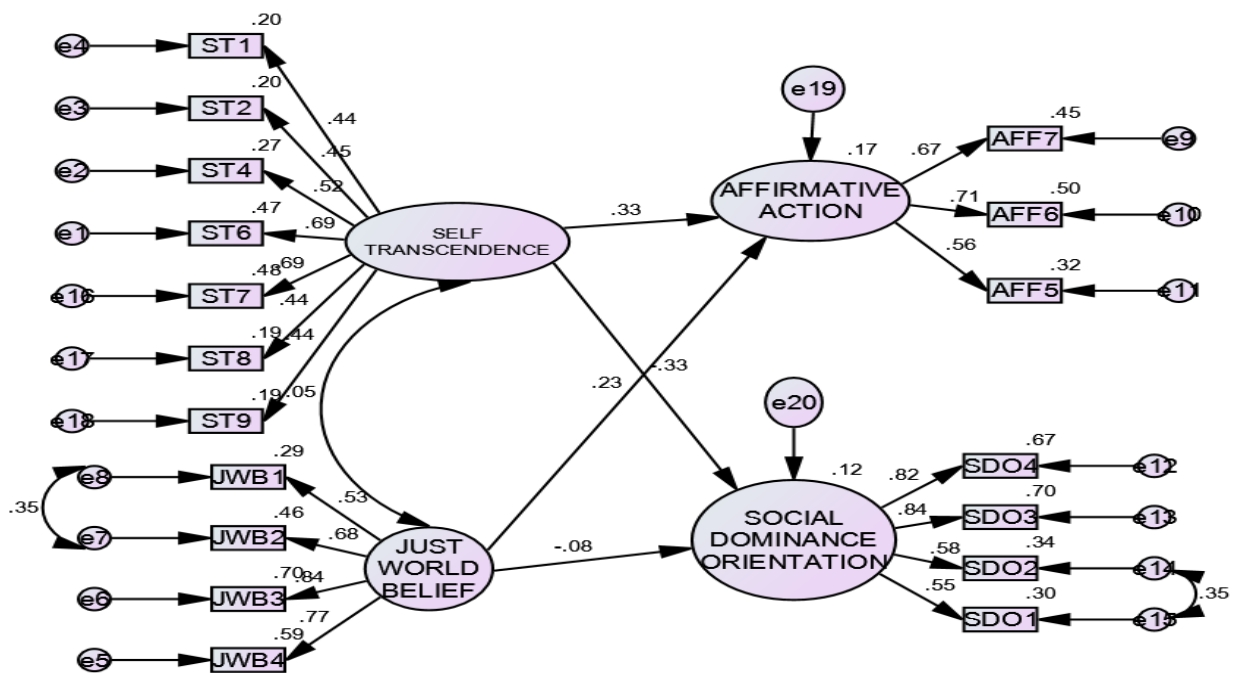 .20
e4
ST1
.20
e3
ST2
.44
.27
.45
e2
ST4
.52
.47
.69
e1
ST6
SELF
TRANSCENDENCE
.48
.69
e16
ST7
.44
.19
.44
e17
ST8
.19
.05
e18
ST9
.29
e8
JWB1
.53
.35
.46
e7
JWB2
.68
.70
.84
e6
JWB3
.77
.59
e5
JWB4
JUST
WORLD
BELIEF
.33
.23
-.33
-.08
e19
.17
AFFIRMATIVE
ACTION
.67
.45
AFF7
e9
.71
.50
AFF6
e10
.56
.32
AFF5
e11
e20
.12
SOCIAL
DOMINANCE
ORIENTATION
.82
.67
SDO4
e12
.84
.70
SDO3
e13
.58
.34
SDO2
e14
.55
.30
SDO1
e15
.35